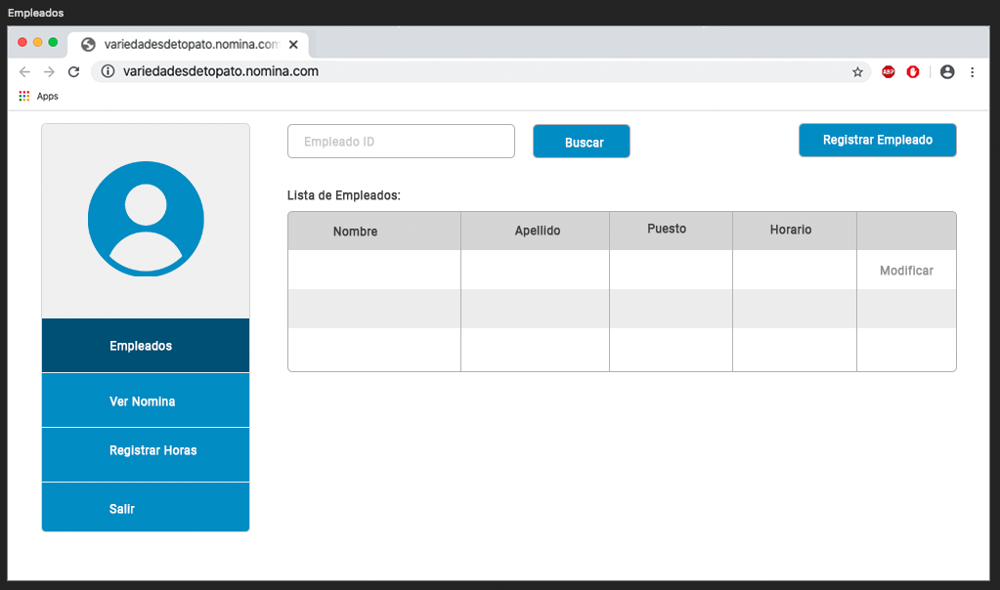 Empleados
variedadesdetopato.nomina.com
variedadesdetopato.nomina.com
ABP
Apps
Empleado ID
Buscar
Registrar Empleado
Lista de Empleados:
Nombre Apellido Puesto Horario
Modificar
Empleados
Ver Nomina
Registrar Horas
Salir